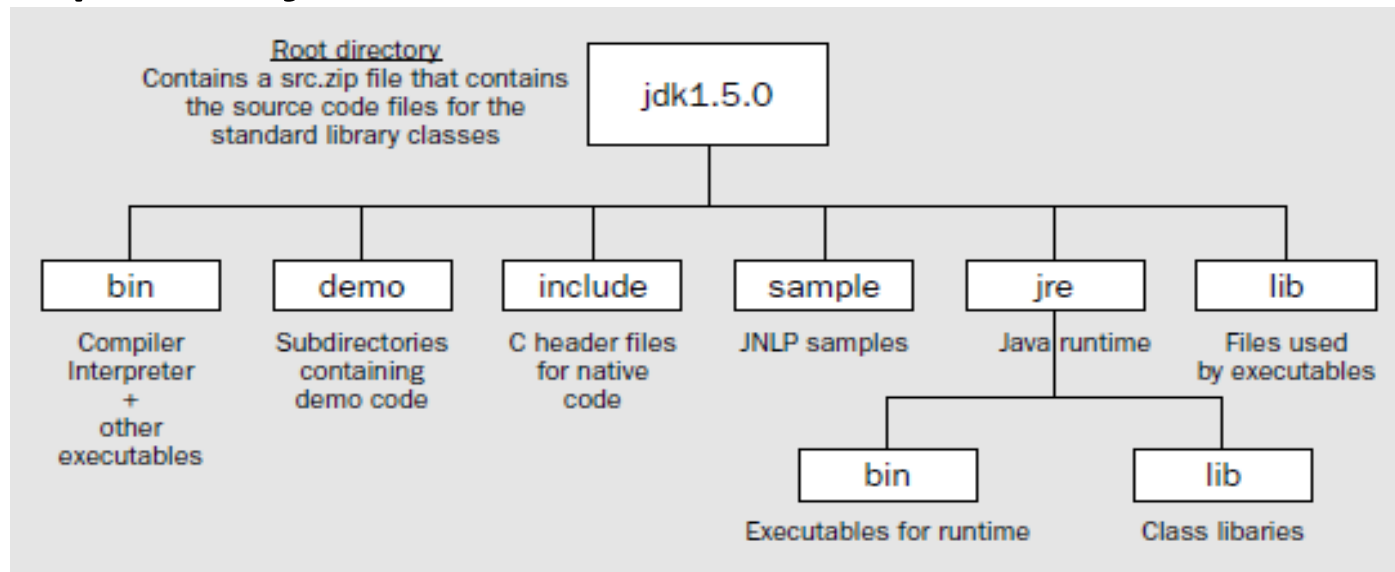 Root directory
Contains a src.zip file that contains
the source code files for the
standard library classes
jdk1.5.0
bin
Compiler
Interpreter
+
other
executables
demo
Subdirectories
containing
demo code
include
C header files
for native
code
sample
JNLP samples
jre
Java runtime
lib
Files used
by executables
bin
Executables for runtime
lib
Class libaries